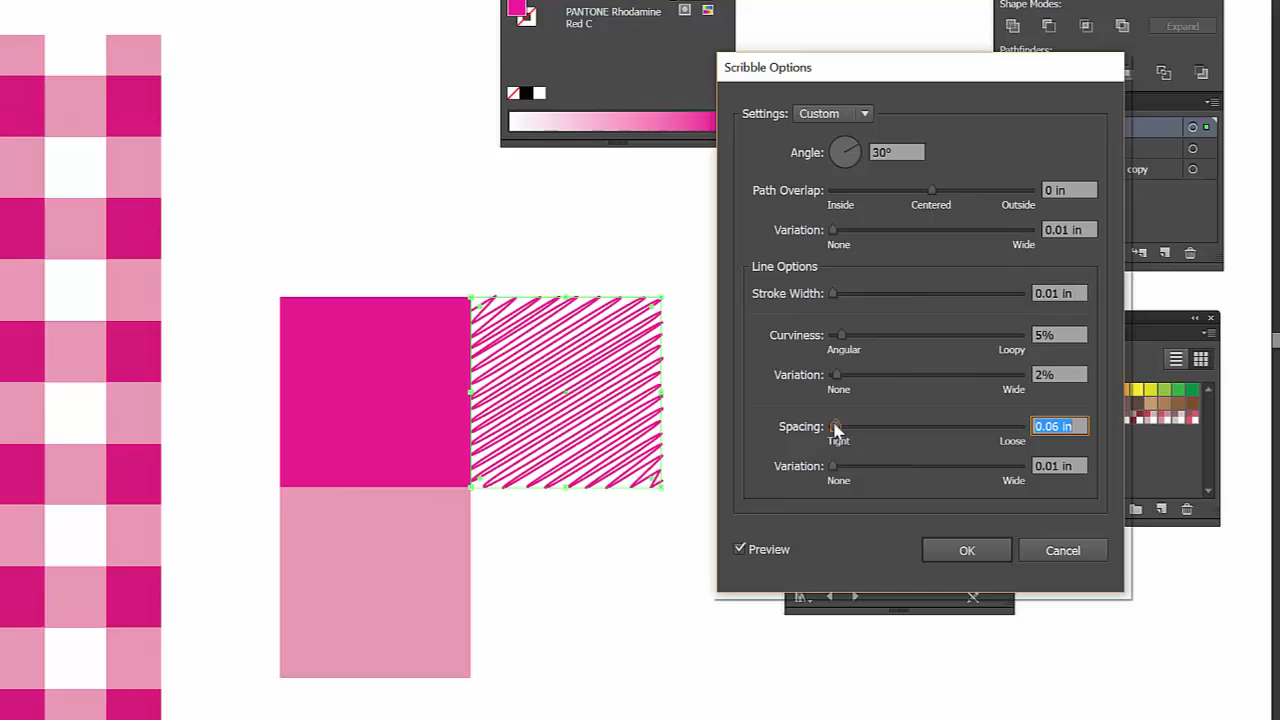 PANTONE Rhodamine
Red C
Shape Modes:
Expand
Pathfinders:
Scribble Options
Settings: Custom
Angle: 30°
copy
Path Overlap: 0 in
Inside Centered Outside
Variation: 0.01 in
None Wide
Line Options
Stroke Width: 0.01 in
Curviness: 5%
Angular Loopy
Variation: 2%
None Wide
Spacing: 0.06 in
Tight Loose
Variation: 0.01 in
None Wide
Preview OK Cancel